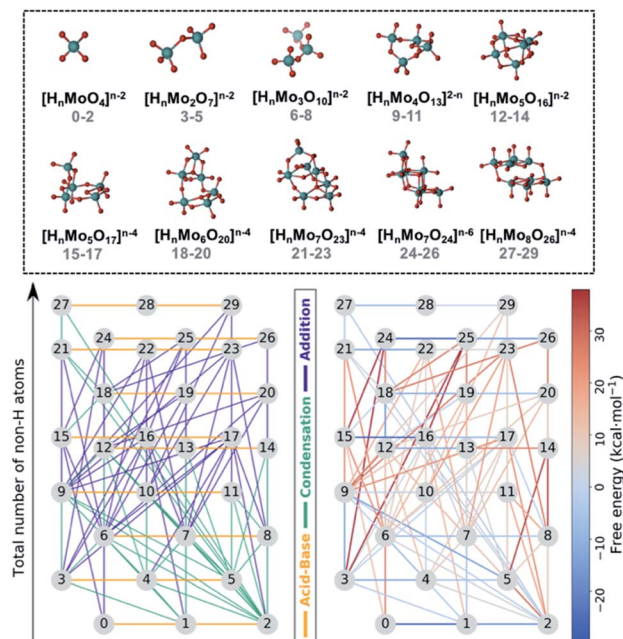 [HₙMoO₄]ⁿ⁻² [HₙMo₂O₇]ⁿ⁻² [HₙMo₃O₁₀]ⁿ⁻² [HₙMo₄O₁₃]²⁻ⁿ [HₙMo₅O₁₆]ⁿ⁻²
0-2 3-5 6-8 9-11 12-14
[HₙMo₅O₁₇]ⁿ⁻⁴ [HₙMo₆O₂₀]ⁿ⁻⁴ [HₙMo₇O₂₃]ⁿ⁻⁴ [HₙMo₇O₂₄]ⁿ⁻⁶ [HₙMo₈O₂₆]ⁿ⁻⁴
15-17 18-20 21-23 24-26 27-29
Total number of non-H atoms
27 28 29
24 25 26
21 22 23
18 19 20
15 16 17
12 13 14
9 10 11
6 7 8
3 4 5
0 1 2
Acid-Base Condensation Addition
27 28 29
24 25 26
21 22 23
18 19 20
15 16 17
12 13 14
9 10 11
6 7 8
3 4 5
0 1 2
30
20
10
0
−10
−20
Free energy (kcal·mol⁻¹)